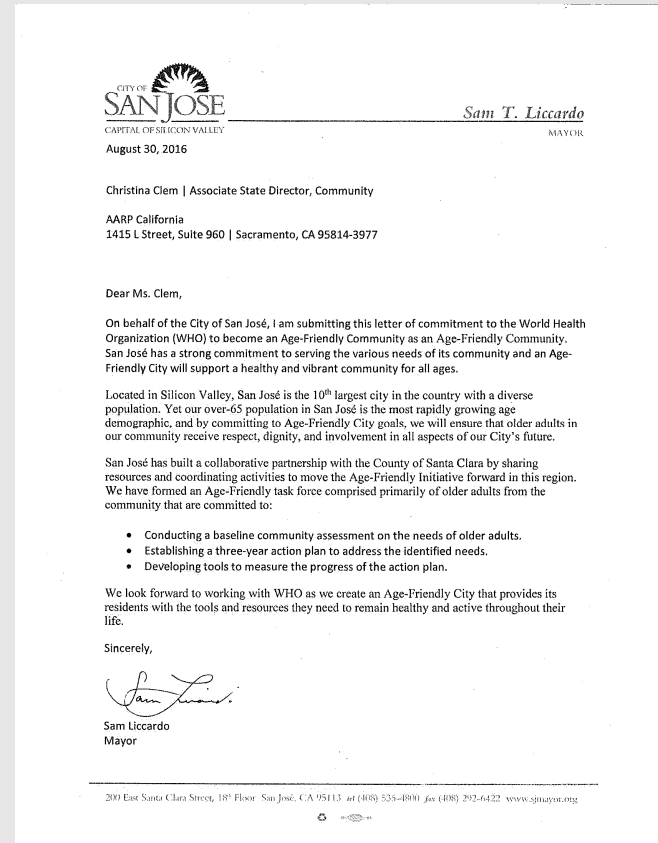 CITY OF
SAN JOSE
CAPITAL OF SILICON VALLEY
Sam T. Liccardo
MAYOR
August 30, 2016
Christina Clem | Associate State Director, Community
AARP California
1415 L Street, Suite 960 | Sacramento, CA 95814-3977
Dear Ms. Clem,
On behalf of the City of San José, I am submitting this letter of commitment to the World Health
Organization (WHO) to become an Age-Friendly Community as an Age-Friendly Community.
San José has a strong commitment to serving the various needs of its community and an Age-
Friendly City will support a healthy and vibrant community for all ages.
Located in Silicon Valley, San José is the 10th largest city in the country with a diverse
population. Yet our over-65 population in San José is the most rapidly growing age
demographic, and by committing to Age-Friendly City goals, we will ensure that older adults in
our community receive respect, dignity, and involvement in all aspects of our City's future.
San José has built a collaborative partnership with the County of Santa Clara by sharing
resources and coordinating activities to move the Age-Friendly Initiative forward in this region.
We have formed an Age-Friendly task force comprised primarily of older adults from the
community that are committed to:
• Conducting a baseline community assessment on the needs of older adults.
• Establishing a three-year action plan to address the identified needs.
• Developing tools to measure the progress of the action plan.
We look forward to working with WHO as we create an Age-Friendly City that provides its
residents with the tools and resources they need to remain healthy and active throughout their
life.
Sincerely,
Sam Liccardo
Sam Liccardo
Mayor
200 East Santa Clara Street, 18th Floor San José, CA 95113 tel (408) 535-4800 fax (408) 292-6422 www.sjmayor.org